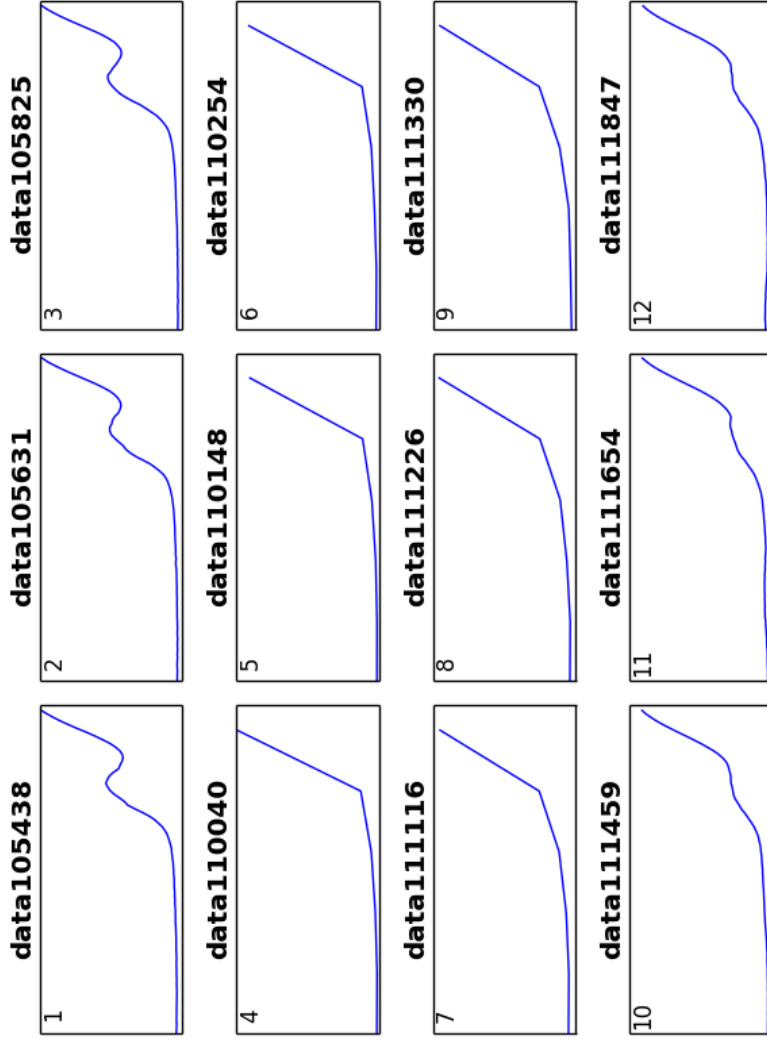 data105438 data105631 data105825
1 2 3
data110040 data110148 data110254
4 5 6
data111116 data111226 data111330
7 8 9
data111459 data111654 data111847
10 11 12